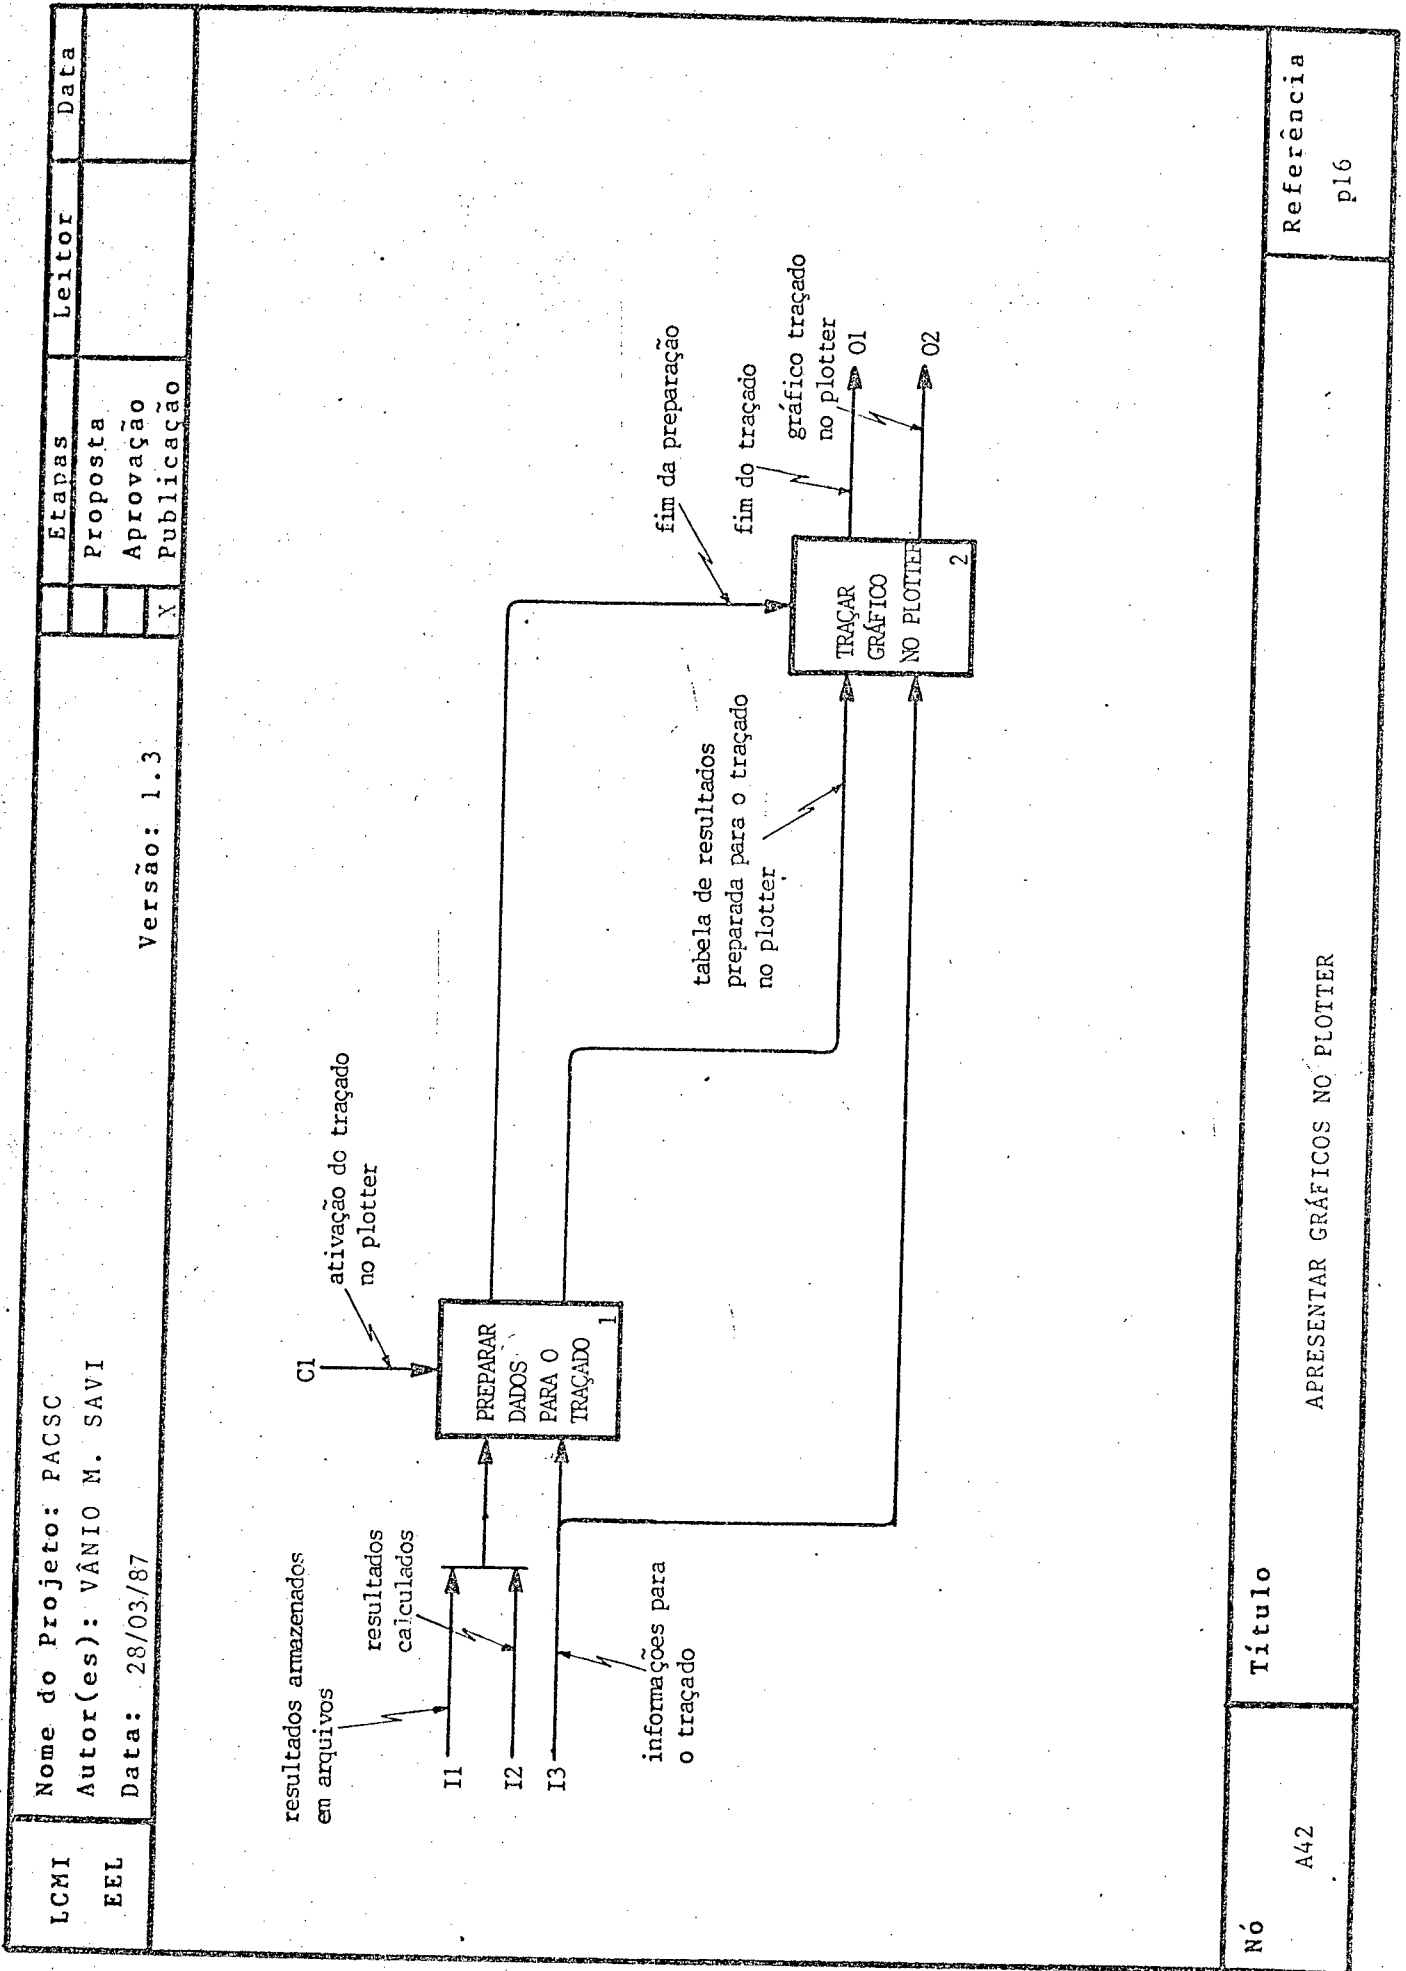 LCMI
EEL
Nome do Projeto: PACSC
Autor(es): VÂNIO M. SAVI
Data: 28/03/87
Versão: 1.3
Etapas
Leitor
Data
Proposta
Aprovação
X
Publicação
resultados armazenados
em arquivos
resultados
calculados
I1
I2
I3
informações para
o traçado
C1
ativação do traçado
no plotter
PREPARAR
DADOS
PARA O
TRAÇADO
1
tabela de resultados
preparada para o traçado
no plotter
fim da preparação
fim do traçado
gráfico traçado
no plotter
TRAÇAR
GRÁFICO
NO PLOTTER
2
O1
O2
Nó
A42
Título
APRESENTAR GRÁFICOS NO PLOTTER
Referência
p16